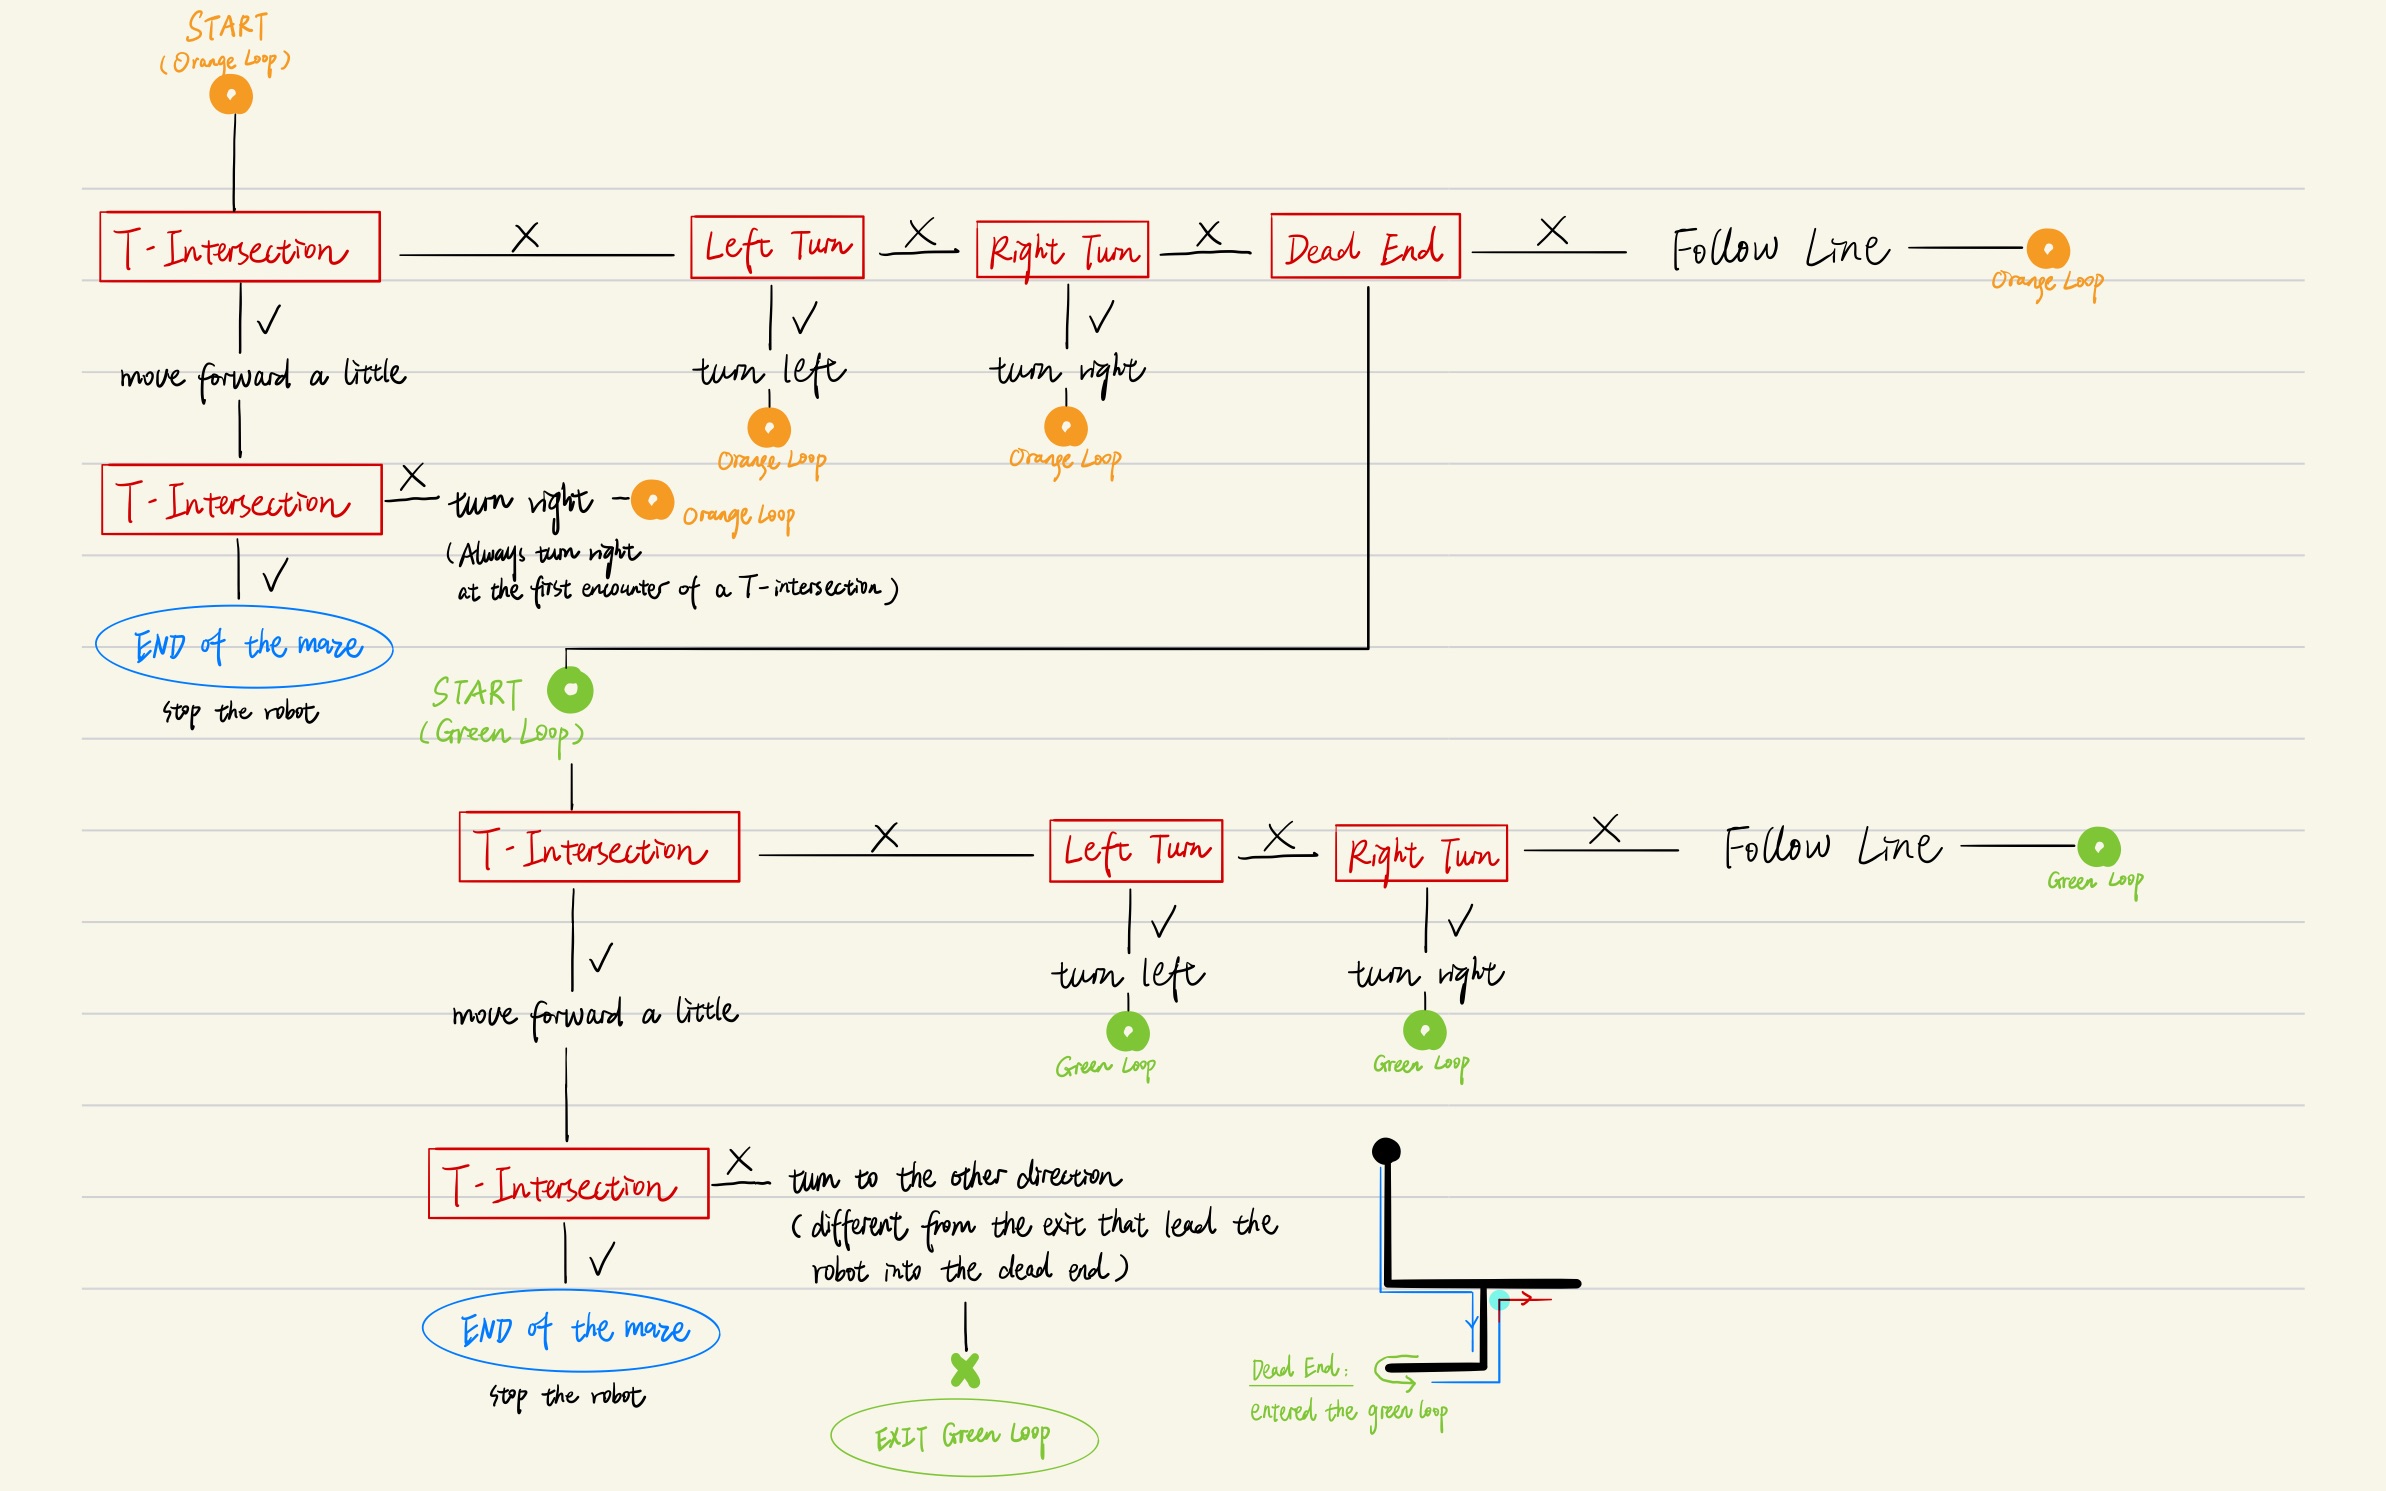 START
(Orange Loop)
T-Intersection
X
Left Turn
X
Right Turn
X
Dead End
X
Follow Line
Orange Loop
✓
✓
✓
move forward a little
turn left
turn right
Orange Loop
Orange Loop
T-Intersection
X
turn right
Orange Loop
(Always turn right
at the first encounter of a T-intersection)
✓
END of the maze
stop the robot
START
(Green Loop)
T-Intersection
X
Left Turn
X
Right Turn
X
Follow Line
Green Loop
✓
✓
✓
move forward a little
turn left
turn right
Green Loop
Green Loop
T-Intersection
X
turn to the other direction
(different from the exit that lead the
robot into the dead end)
✓
END of the maze
stop the robot
EXIT Green Loop
Dead End:
entered the green loop